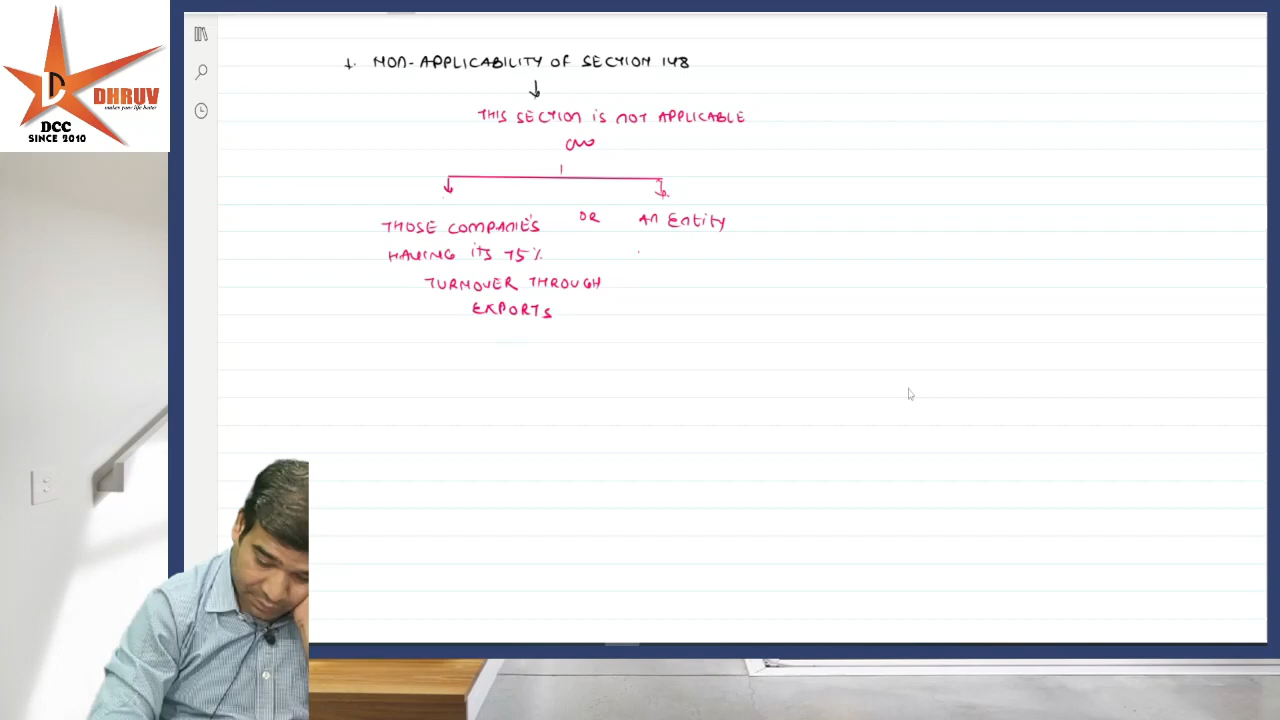 DHRUV
makes your life better
DCC
SINCE 2010
1. NON-APPLICABILITY OF SECTION 148
THIS SECTION IS NOT APPLICABLE
ON
THOSE COMPANIES OR AN Entity
HAVING ITS 75%
TURNOVER THROUGH
EXPORTS